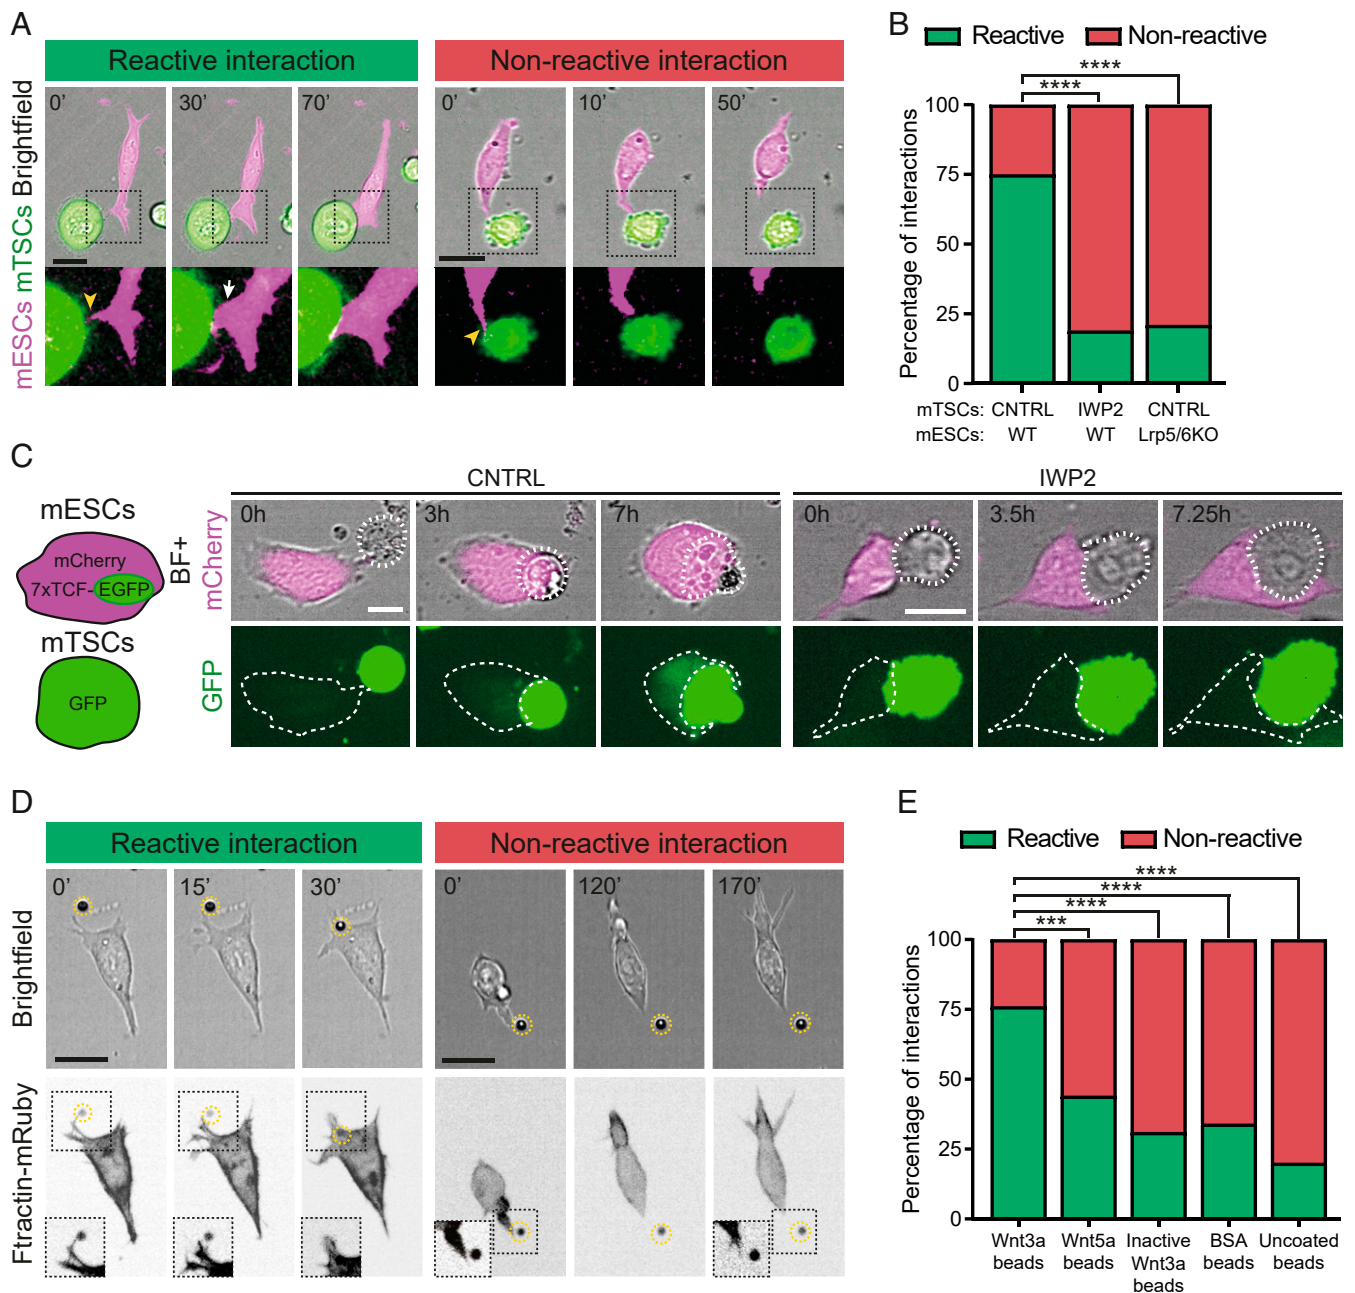 A
Reactive interaction
Non-reactive interaction
mESCs mTSCs Brightfield
0’
30’
70’
0’
10’
50’
B
Reactive
Non-reactive
****
****
Percentage of interactions
100
75
50
25
0
mTSCs: CNTRL IWP2 CNTRL
mESCs: WT WT Lrp5/6KO
C
CNTRL
IWP2
mESCs
mCherry
7xTCF-EGFP
mTSCs
GFP
BF+
mCherry
GFP
0h
3h
7h
0h
3.5h
7.25h
D
Reactive interaction
Non-reactive interaction
Brightfield
0’
15’
30’
0’
120’
170’
Ftractin-mRuby
E
Reactive
Non-reactive
****
****
****
***
Percentage of interactions
100
75
50
25
0
Wnt3a beads
Wnt5a beads
Inactive Wnt3a beads
BSA beads
Uncoated beads